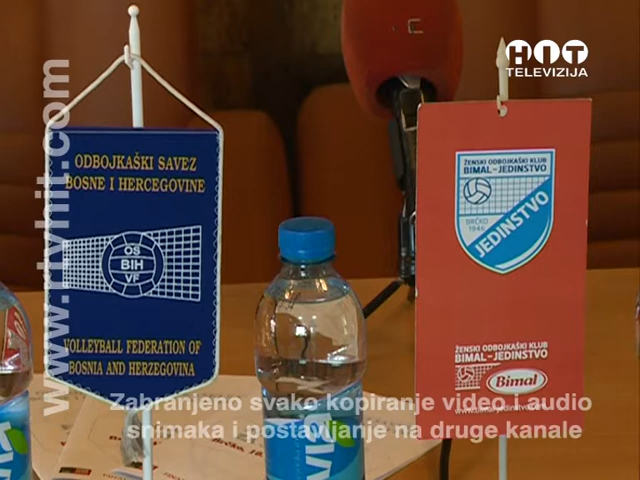 HIT
TELEVIZIJA
www.rtvhit.com
ODBOJKAŠKI SAVEZ
BOSNE I HERCEGOVINE
OS
BIH
VF
VOLLEYBALL FEDERATION OF
BOSNIA AND HERZEGOVINA
ŽENSKI ODBOJKAŠKI KLUB
BIMAL-JEDINSTVO
BRČKO
1946
JEDINSTVO
ŽENSKI ODBOJKAŠKI KLUB
BIMAL-JEDINSTVO
Bimal
Zabranjeno svako kopiranje video i audio
snimaka i postavljanje na druge kanale